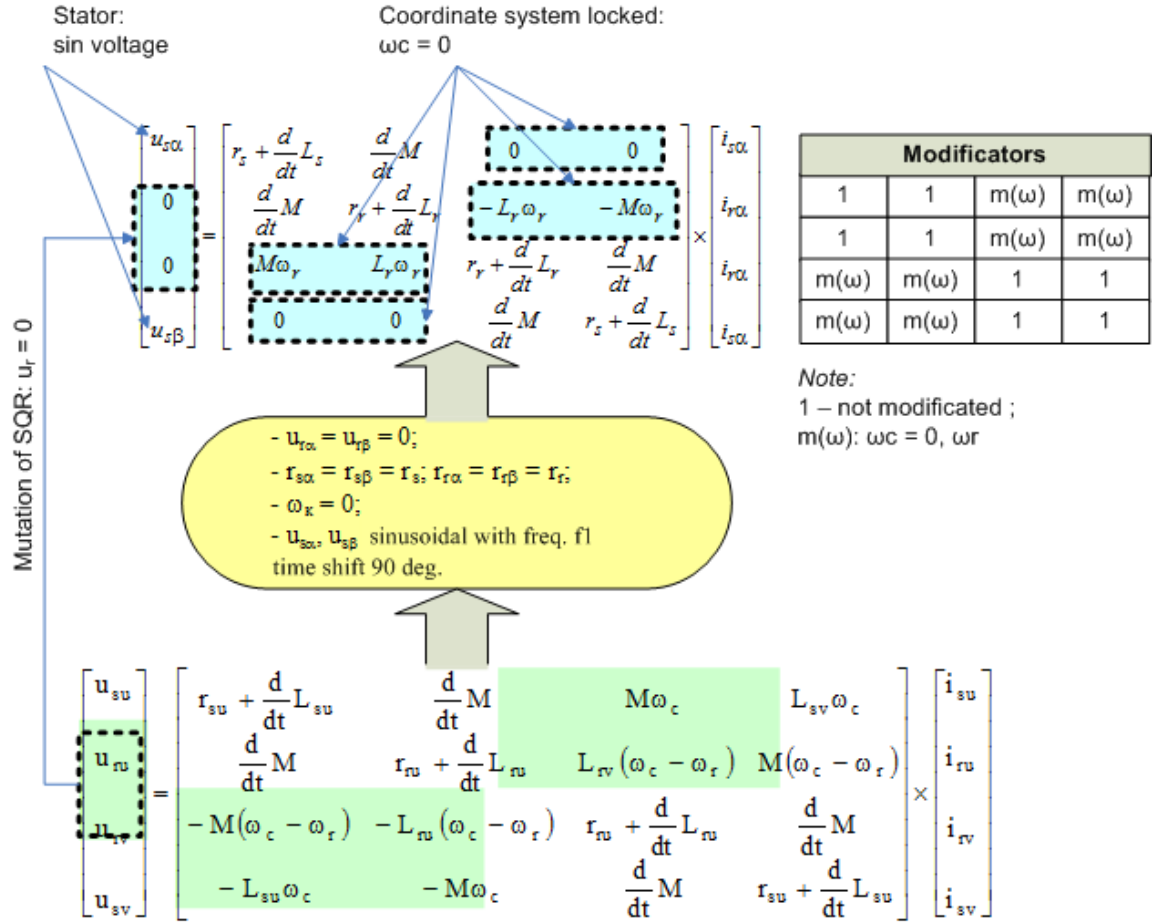 Stator:
sin voltage
Coordinate system locked:
ωc = 0
[u_sα 0 0 u_sβ] = [r_s + d/dt L_s   d/dt M   0   0
d/dt M   r_r + d/dt L_r   − L_r ω_r   − M ω_r
M ω_r   L_r ω_r   r_r + d/dt L_r   d/dt M
0   0   d/dt M   r_s + d/dt L_s] × [i_sα i_rα i_rα i_sα]
Modificators
1 1 m(ω) m(ω)
1 1 m(ω) m(ω)
m(ω) m(ω) 1 1
m(ω) m(ω) 1 1
Note:
1 – not modificated ;
m(ω): ωc = 0, ωr
Mutation of SQR: u_r = 0
- u_rα = u_rβ = 0;
- r_sα = r_sβ = r_s; r_rα = r_rβ = r_r;
- ω_κ = 0;
- u_sα, u_sβ sinusoidal with freq. f1
time shift 90 deg.
[u_su u_ru u_rv u_sv] = [r_su + d/dt L_su   d/dt M   Mω_c   L_sv ω_c
d/dt M   r_ru + d/dt L_ru   L_rv (ω_c − ω_r)   M(ω_c − ω_r)
− M(ω_c − ω_r)   − L_ru (ω_c − ω_r)   r_ru + d/dt L_ru   d/dt M
− L_su ω_c   − Mω_c   d/dt M   r_su + d/dt L_su] × [i_su i_ru i_rv i_sv]